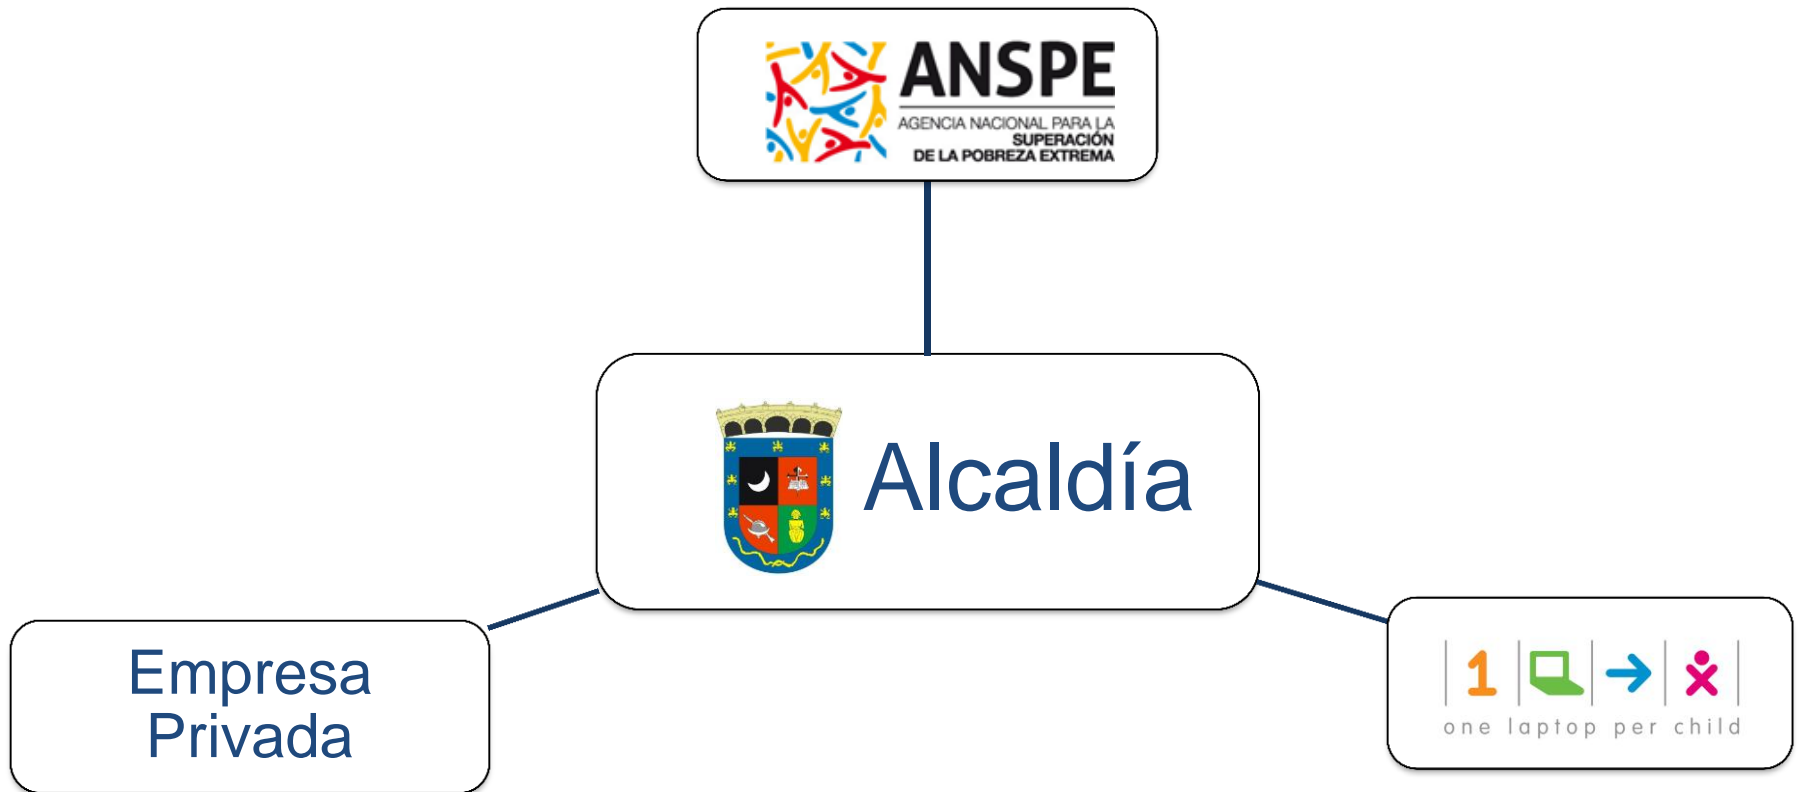 ANSPE
AGENCIA NACIONAL PARA LA
SUPERACIÓN
DE LA POBREZA EXTREMA
Alcaldía
Empresa
Privada
1
one laptop per child